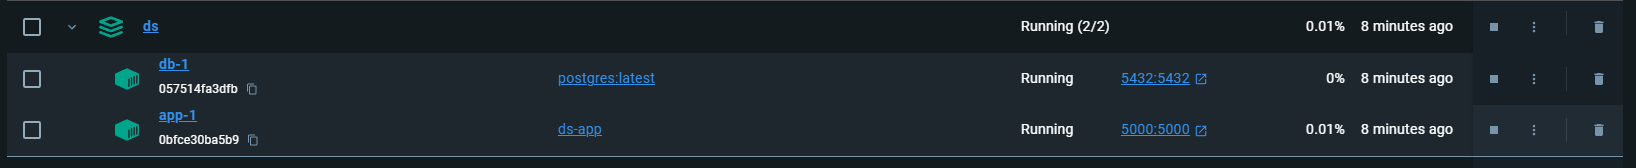 ds Running (2/2) 0.01% 8 minutes ago
db-1
057514fa3dfb
postgres:latest Running 5432:5432 0% 8 minutes ago
app-1
0bfce30ba5b9
ds-app Running 5000:5000 0.01% 8 minutes ago